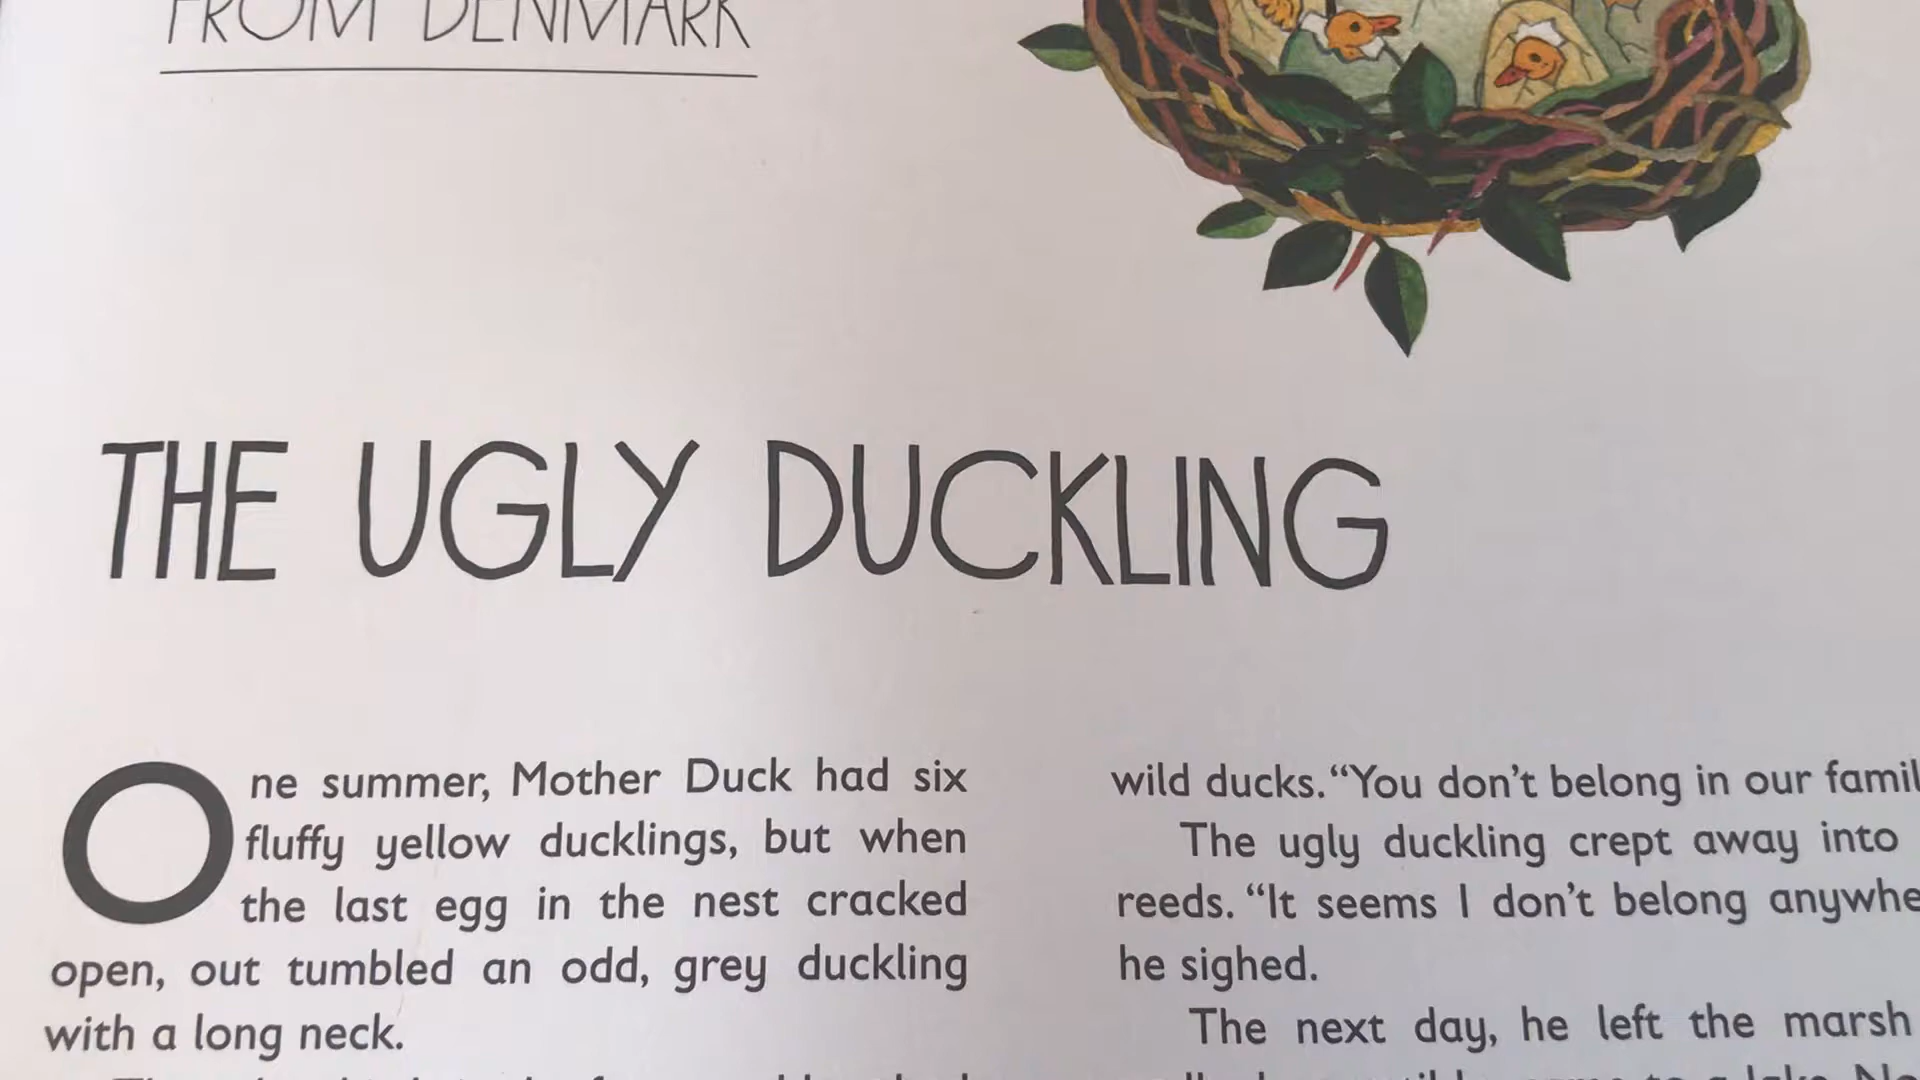 FROM DENMARK
THE UGLY DUCKLING
One summer, Mother Duck had six
fluffy yellow ducklings, but when
the last egg in the nest cracked
open, out tumbled an odd, grey duckling
with a long neck.
wild ducks. “You don’t belong in our
The ugly duckling crept away into
reeds. “It seems I don’t belong
he sighed.
The next day, he left the marsh